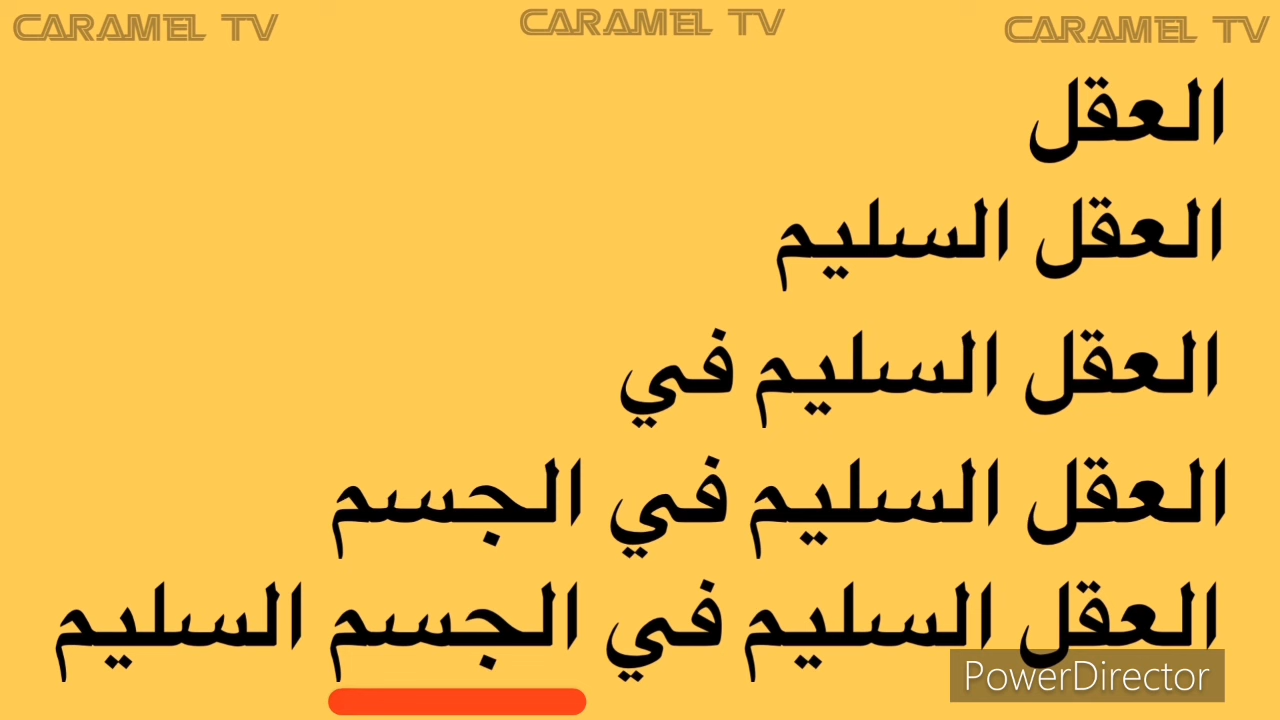 CARAMEL TV CARAMEL TV CARAMEL TV
العقل
العقل السليم
العقل السليم في
العقل السليم في الجسم
العقل السليم في الجسم السليم
PowerDirector